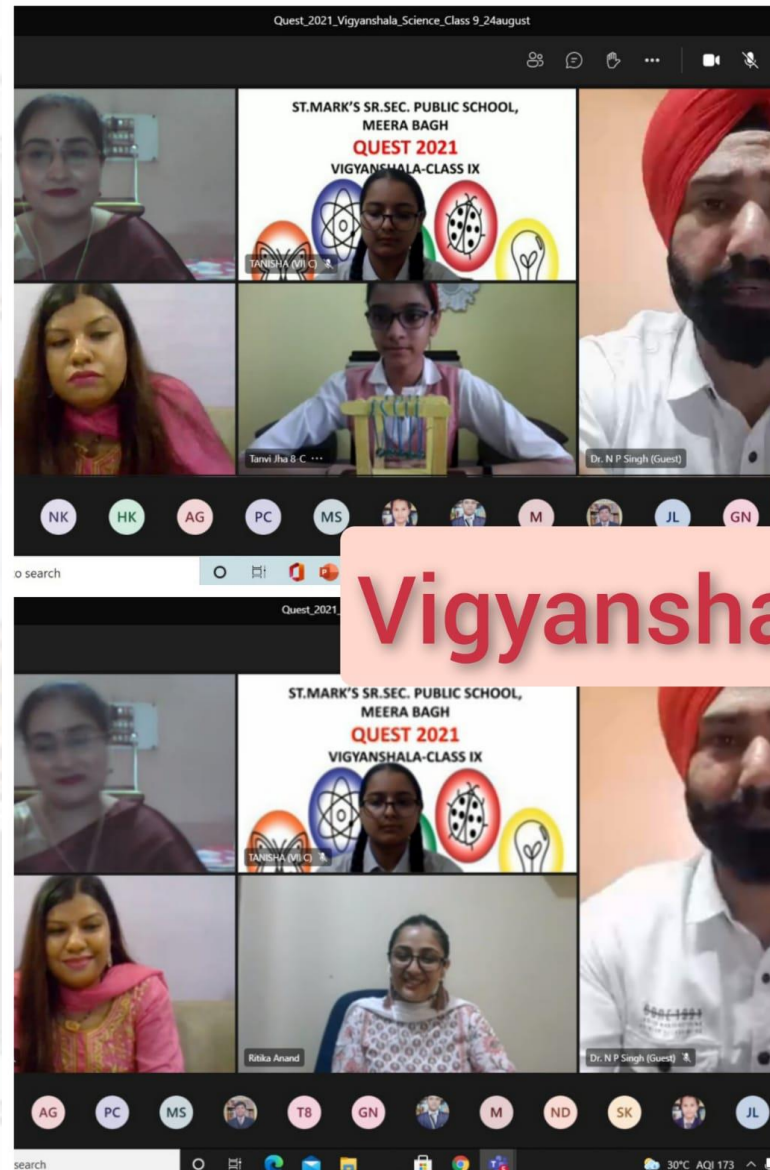 Quest_2021_Vigyanshala_Science_Class 9_24august
ST.MARK'S SR.SEC. PUBLIC SCHOOL,
MEERA BAGH
QUEST 2021
VIGYANSHALA-CLASS IX
TANISHA (VII C)
Tanvi Jha 8-C ...
Dr. N P Singh (Guest)
NK HK AG PC MS M JL GN
o search
Vigyansha
Quest_2021_
ST.MARK'S SR.SEC. PUBLIC SCHOOL,
MEERA BAGH
QUEST 2021
VIGYANSHALA-CLASS IX
TANISHA (VII C)
Ritika Anand
Dr. N P Singh (Guest)
AG PC MS T8 GN M ND SK JL
search
30°C AQI 173